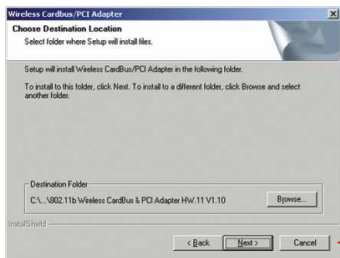 Wireless Cardbus/PCI Adapter
Choose Destination Location
Select folder where Setup will install files.
Setup will install Wireless CardBus/PCI Adapter in the following folder.
To install to this folder, click Next. To install to a different folder, click Browse and select
another folder.
Destination Folder
C:\...\802.11b Wireless CardBus & PCI Adapter HW.11 V1.10
Browse...
InstallShield
< Back
Next >
Cancel